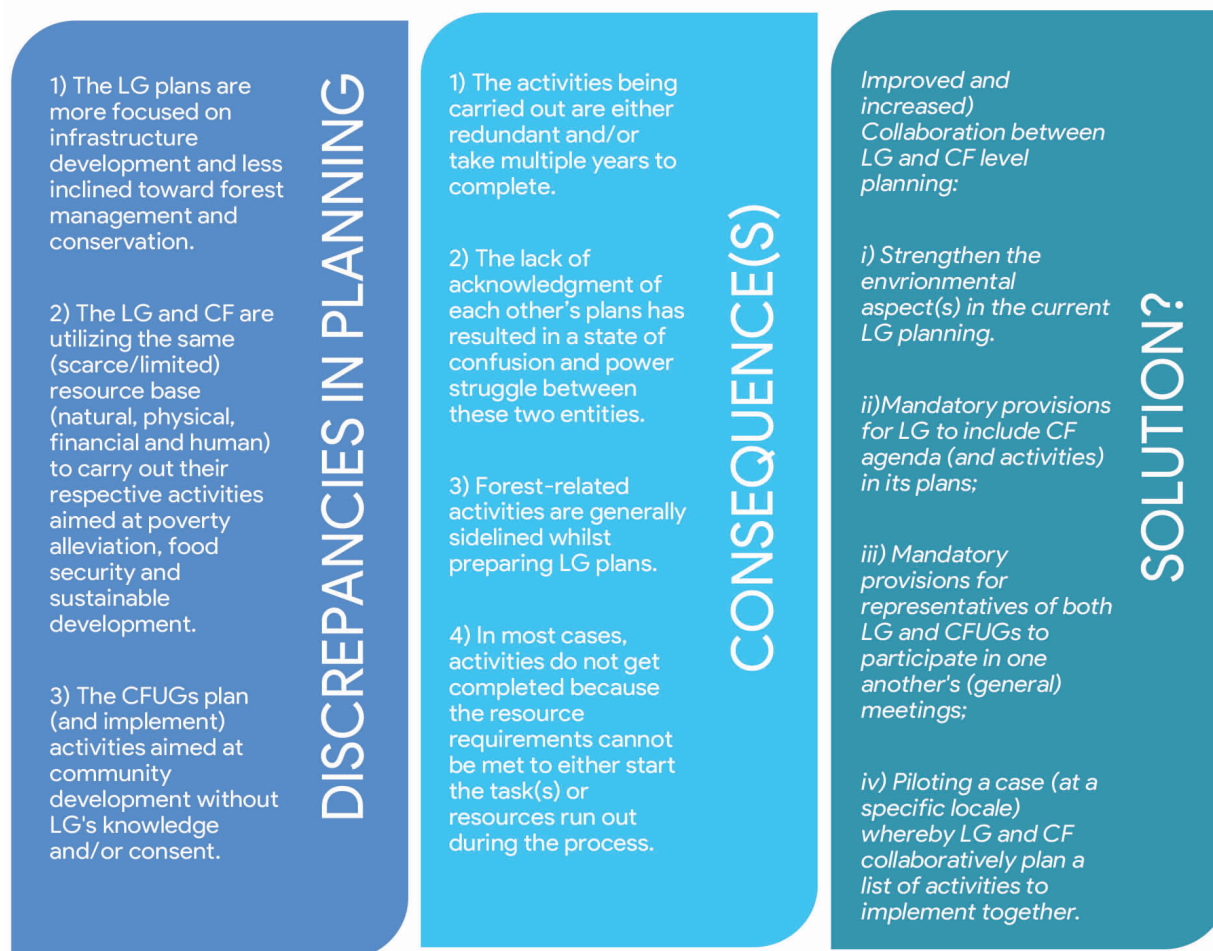 1) The LG plans are
more focused on
infrastructure
development and less
inclined toward forest
management and
conservation.
2) The LG and CF are
utilizing the same
(scarce/limited)
resource base
(natural, physical,
financial and human)
to carry out their
respective activities
aimed at poverty
alleviation, food
security and
sustainable
development.
3) The CFUGs plan
(and implement)
activities aimed at
community
development without
LG's knowledge
and/or consent.
DISCREPANCIES IN PLANNING
1) The activities being
carried out are either
redundant and/or
take multiple years to
complete.
2) The lack of
acknowledgment of
each other's plans has
resulted in a state of
confusion and power
struggle between
these two entities.
3) Forest-related
activities are generally
sidelined whilst
preparing LG plans.
4) In most cases,
activities do not get
completed because
the resource
requirements cannot
be met to either start
the task(s) or
resources run out
during the process.
CONSEQUENCE(S)
Improved and
increased)
Collaboration between
LG and CF level
planning:
i) Strengthen the
envrionmental
aspect(s) in the current
LG planning.
ii)Mandatory provisions
for LG to include CF
agenda (and activities)
in its plans;
iii) Mandatory
provisions for
representatives of both
LG and CFUGs to
participate in one
another's (general)
meetings;
iv) Piloting a case (at a
specific locale)
whereby LG and CF
collaboratively plan a
list of activities to
implement together.
SOLUTION?